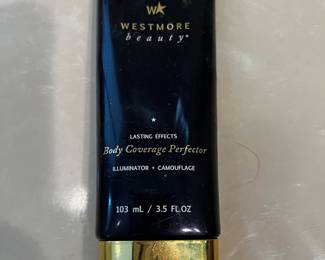 WESTMORE
beauty®
LASTING EFFECTS
Body Coverage Perfector
ILLUMINATOR • CAMOUFLAGE
103 mL / 3.5 FL.OZ